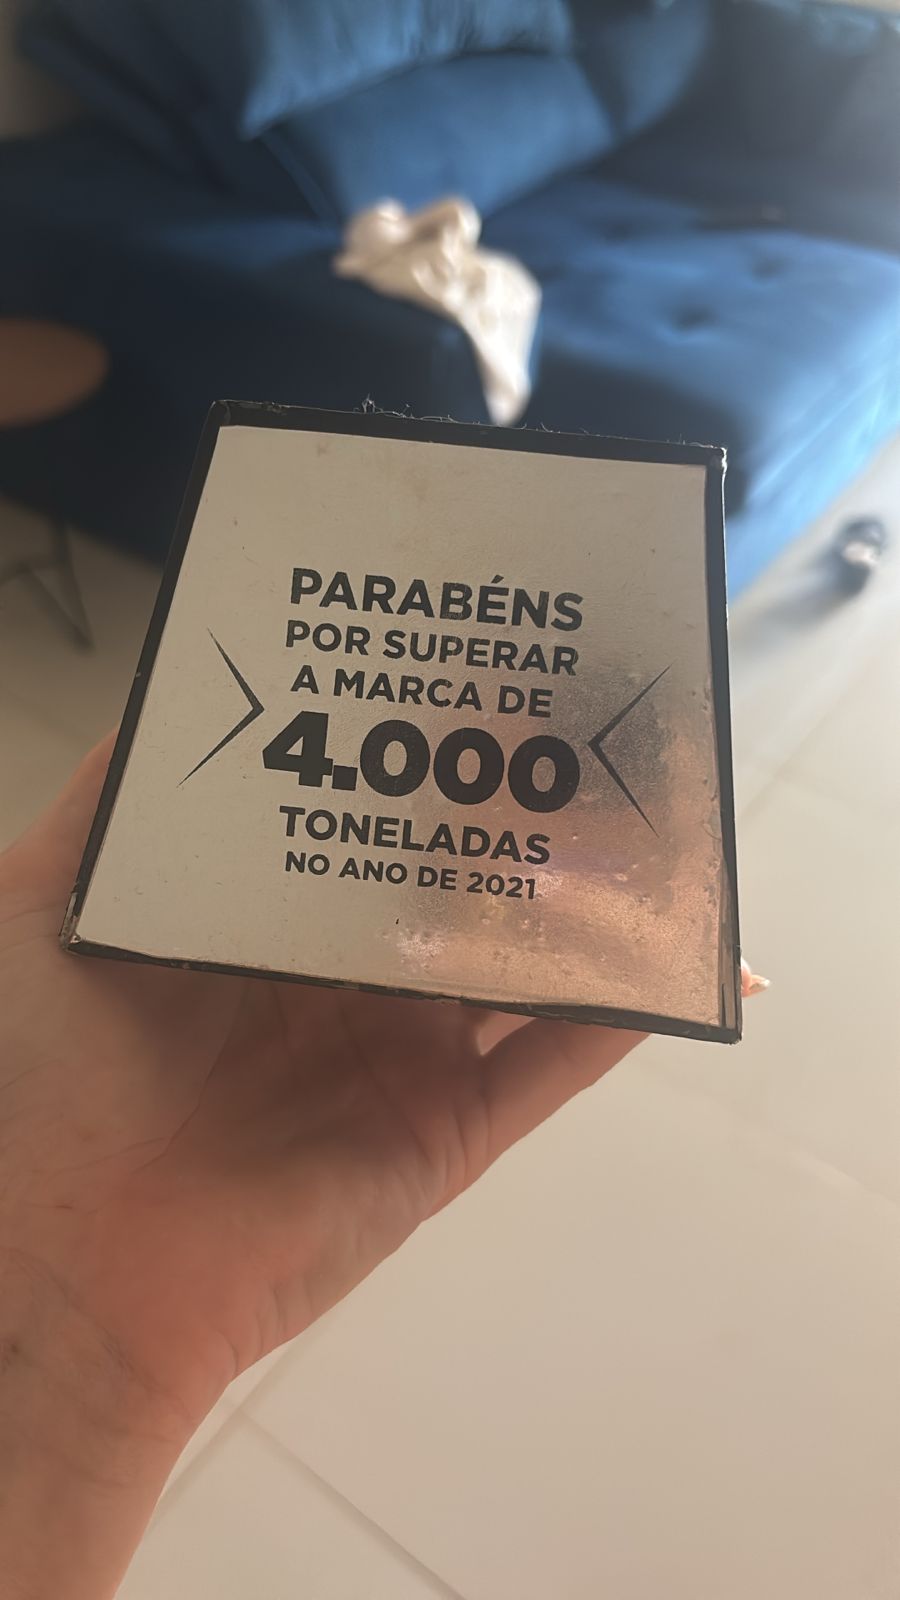 PARABÉNS
POR SUPERAR
A MARCA DE
4.000
TONELADAS
NO ANO DE 2021